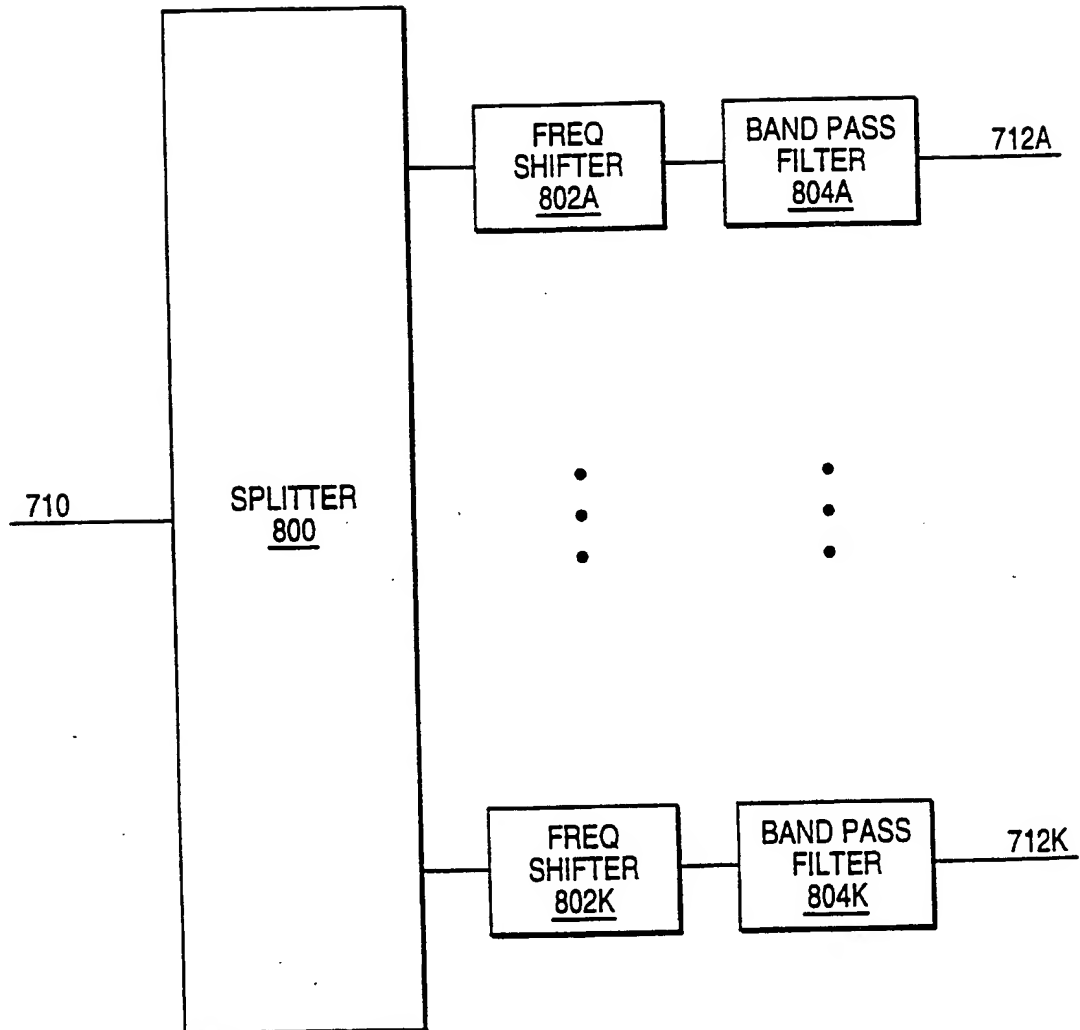 FREQ
SHIFTER
802A
BAND PASS
FILTER
804A
712A
710
SPLITTER
800
FREQ
SHIFTER
802K
BAND PASS
FILTER
804K
712K